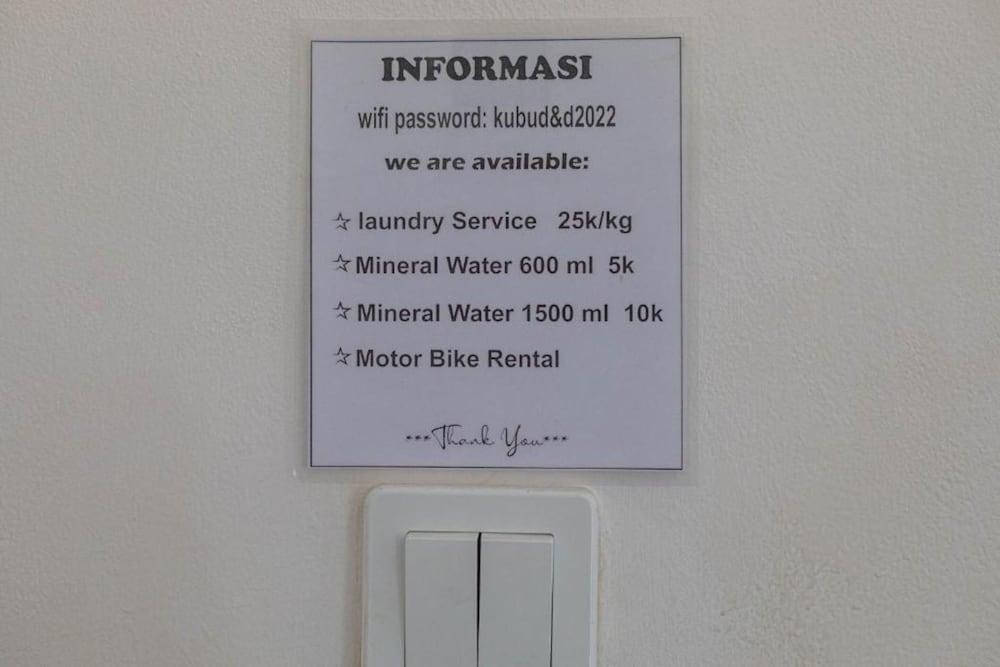 INFORMASI
wifi password: kubud&d2022
we are available:
☆ laundry Service 25k/kg
☆ Mineral Water 600 ml 5k
☆ Mineral Water 1500 ml 10k
☆ Motor Bike Rental
***Thank You***